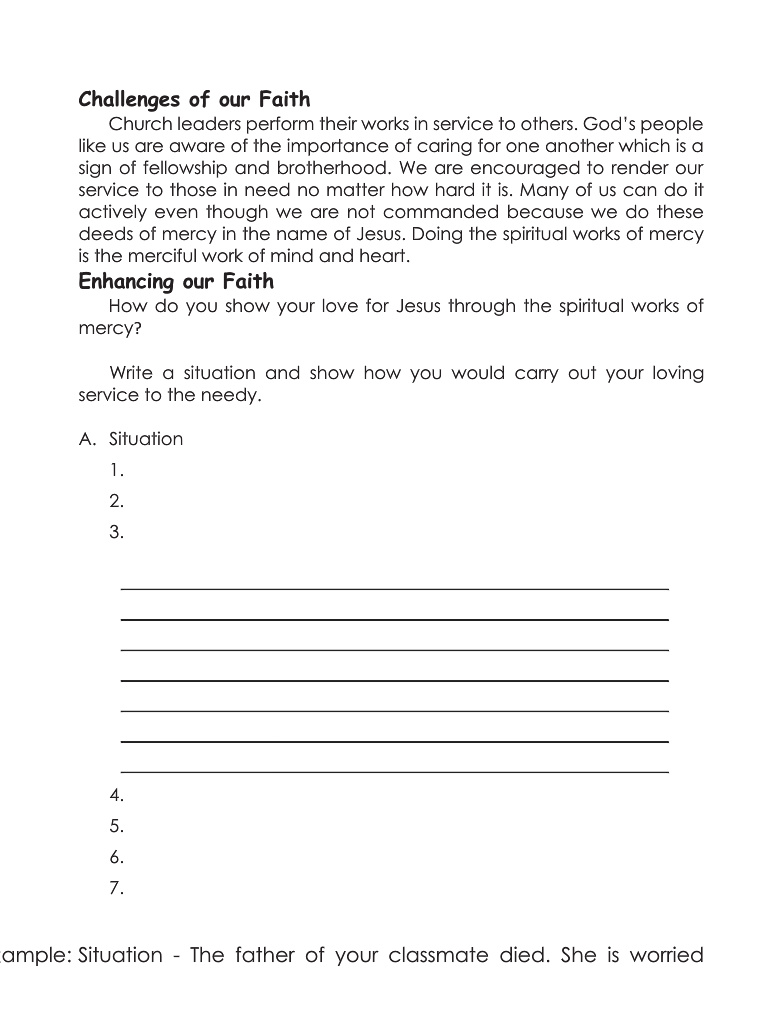 Challenges of our Faith
Church leaders perform their works in service to others. God's people
like us are aware of the importance of caring for one another which is a
sign of fellowship and brotherhood. We are encouraged to render our
service to those in need no matter how hard it is. Many of us can do it
actively even though we are not commanded because we do these
deeds of mercy in the name of Jesus. Doing the spiritual works of mercy
is the merciful work of mind and heart.
Enhancing our Faith
How do you show your love for Jesus through the spiritual works of
mercy?
Write a situation and show how you would carry out your loving
service to the needy.
A. Situation
1.
2.
3.
4.
5.
6.
7.
ample: Situation - The father of your classmate died. She is worried